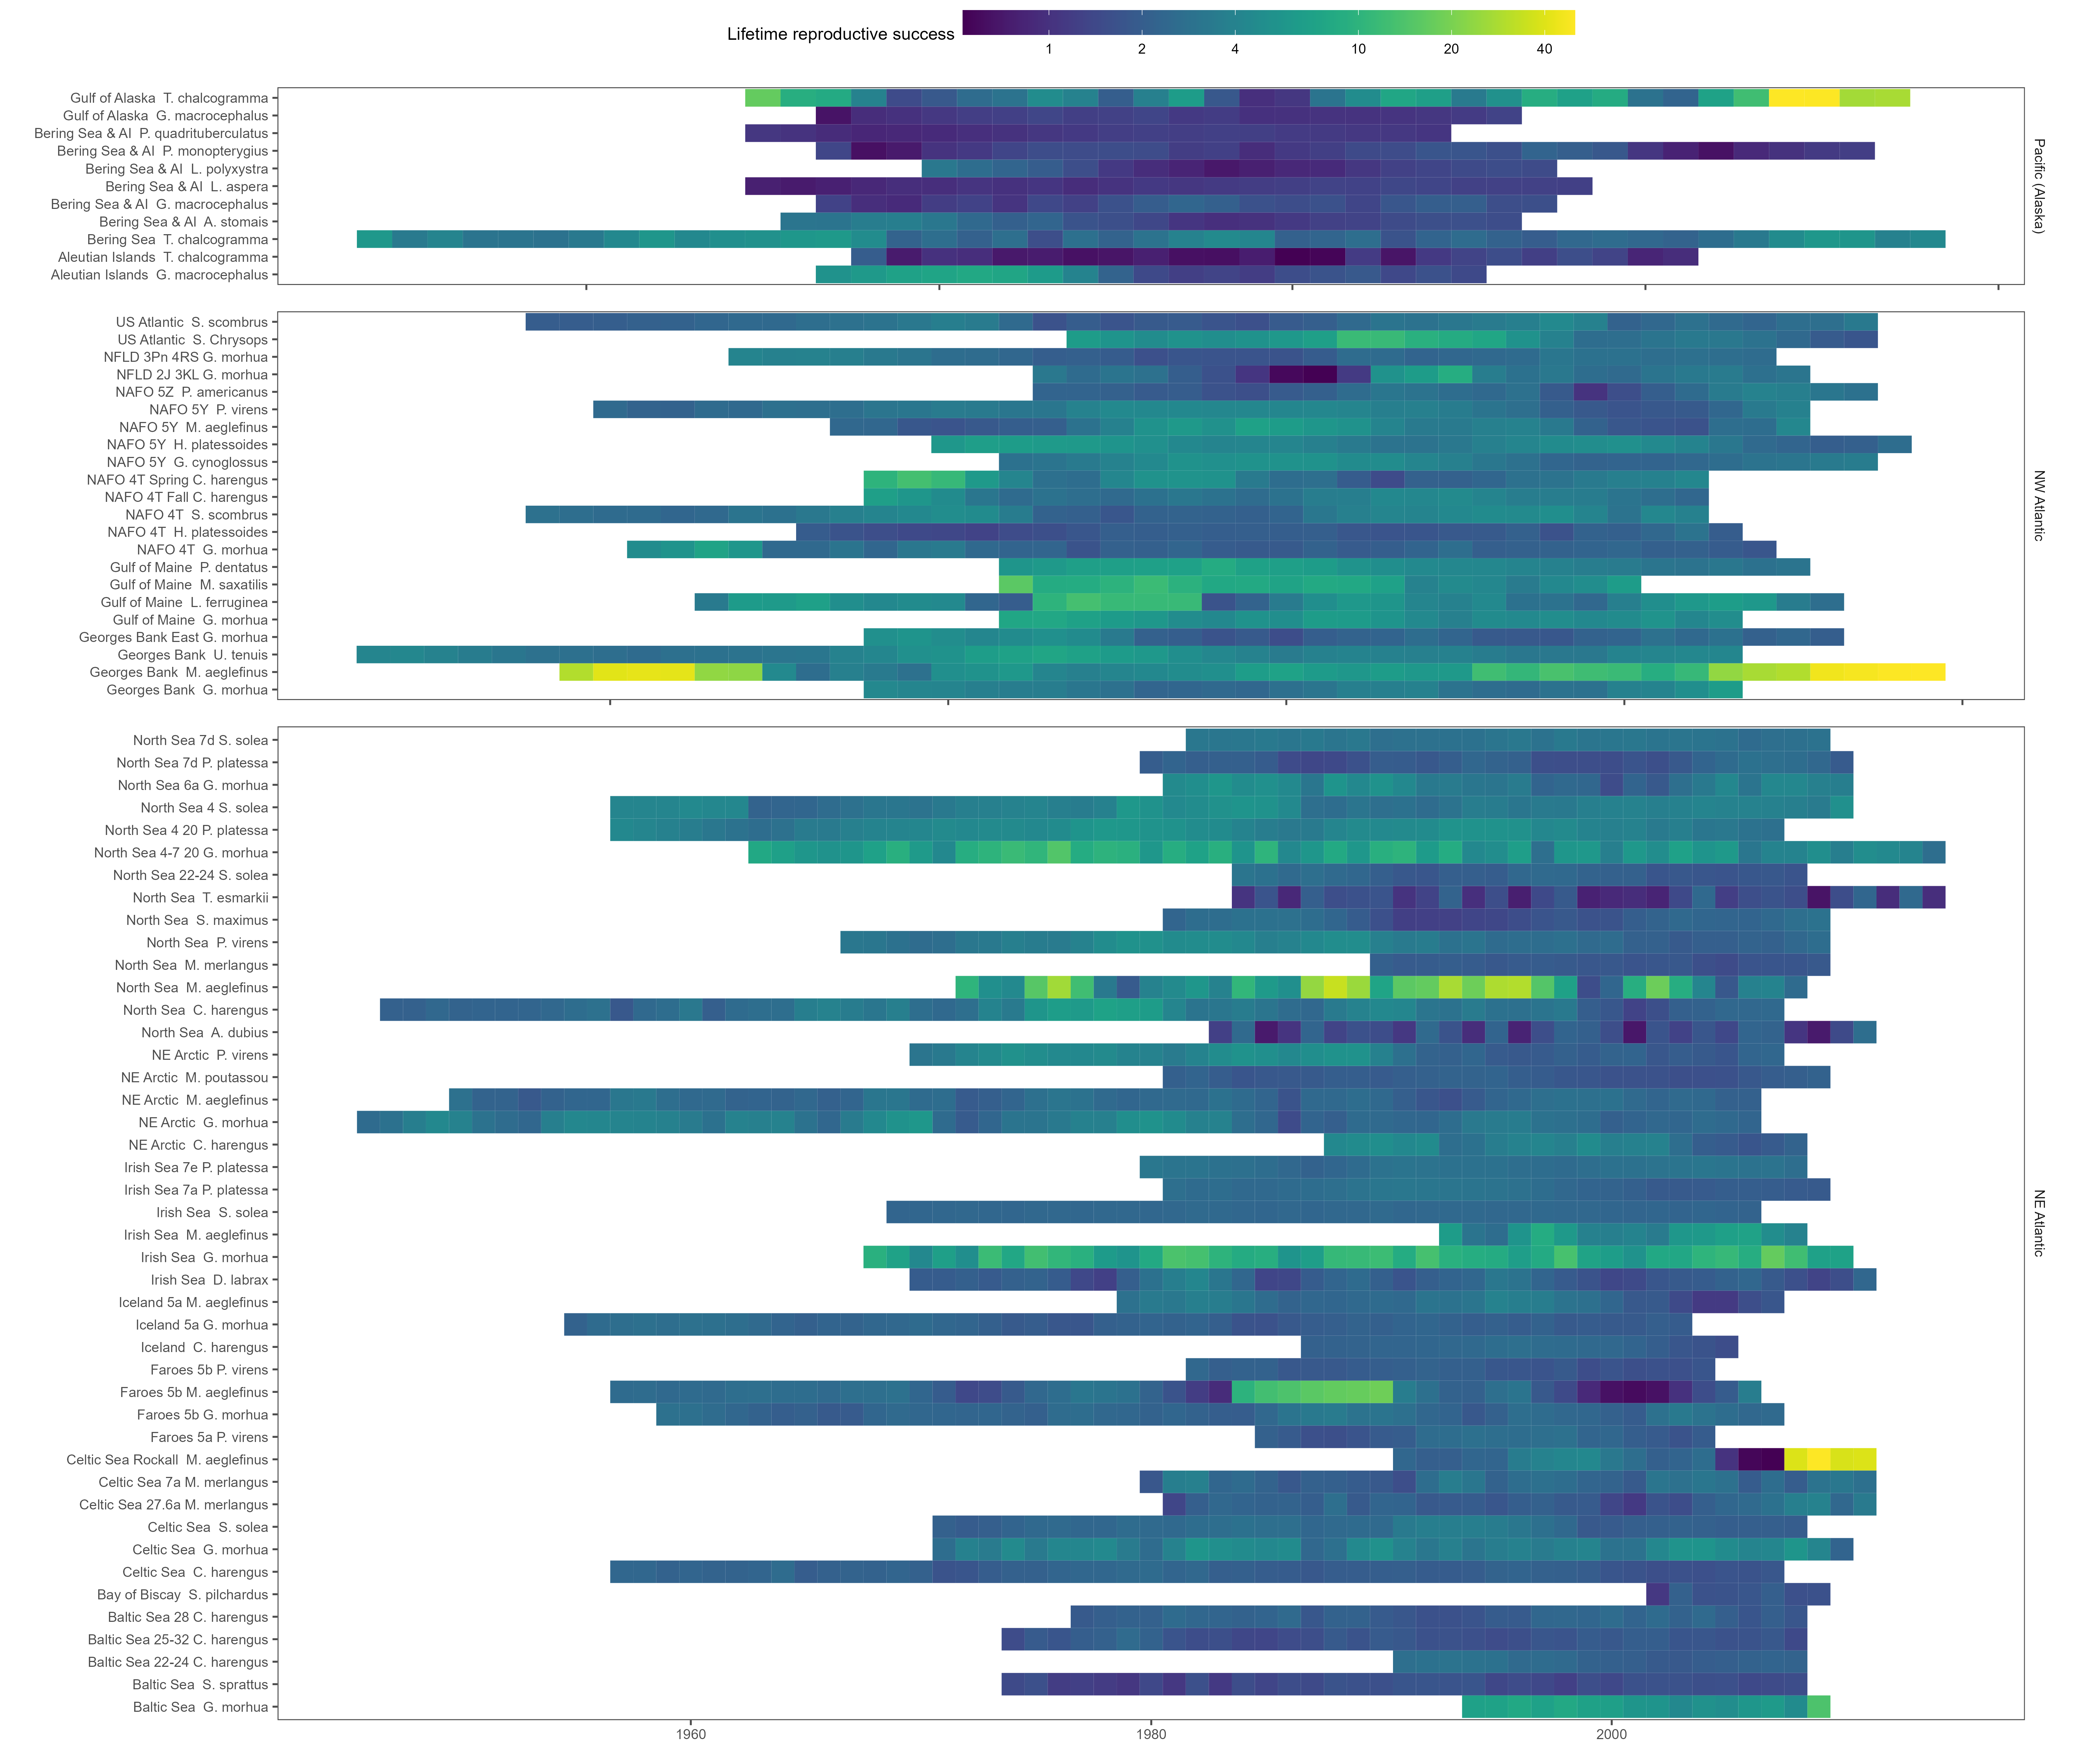 Lifetime reproductive success
1 2 4 10 20 40
Gulf of Alaska T. chalcogramma
Gulf of Alaska G. macrocephalus
Bering Sea & AI P. quadrituberculatus
Bering Sea & AI P. monopterygius
Bering Sea & AI L. polyxystra
Bering Sea & AI L. aspera
Bering Sea & AI G. macrocephalus
Bering Sea & AI A. stomais
Bering Sea T. chalcogramma
Aleutian Islands T. chalcogramma
Aleutian Islands G. macrocephalus
Pacific (Alaska)
US Atlantic S. scombrus
US Atlantic S. Chrysops
NFLD 3Pn 4RS G. morhua
NFLD 2J 3KL G. morhua
NAFO 5Z P. americanus
NAFO 5Y P. virens
NAFO 5Y M. aeglefinus
NAFO 5Y H. platessoides
NAFO 5Y G. cynoglossus
NAFO 4T Spring C. harengus
NAFO 4T Fall C. harengus
NAFO 4T S. scombrus
NAFO 4T H. platessoides
NAFO 4T G. morhua
Gulf of Maine P. dentatus
Gulf of Maine M. saxatilis
Gulf of Maine L. ferruginea
Gulf of Maine G. morhua
Georges Bank East G. morhua
Georges Bank U. tenuis
Georges Bank M. aeglefinus
Georges Bank G. morhua
NW Atlantic
North Sea 7d S. solea
North Sea 7d P. platessa
North Sea 6a G. morhua
North Sea 4 S. solea
North Sea 4 20 P. platessa
North Sea 4-7 20 G. morhua
North Sea 22-24 S. solea
North Sea T. esmarkii
North Sea S. maximus
North Sea P. virens
North Sea M. merlangus
North Sea M. aeglefinus
North Sea C. harengus
North Sea A. dubius
NE Arctic P. virens
NE Arctic M. poutassou
NE Arctic M. aeglefinus
NE Arctic G. morhua
NE Arctic C. harengus
Irish Sea 7e P. platessa
Irish Sea 7a P. platessa
Irish Sea S. solea
Irish Sea M. aeglefinus
Irish Sea G. morhua
Irish Sea D. labrax
Iceland 5a M. aeglefinus
Iceland 5a G. morhua
Iceland C. harengus
Faroes 5b P. virens
Faroes 5b M. aeglefinus
Faroes 5b G. morhua
Faroes 5a P. virens
Celtic Sea Rockall M. aeglefinus
Celtic Sea 7a M. merlangus
Celtic Sea 27.6a M. merlangus
Celtic Sea S. solea
Celtic Sea G. morhua
Celtic Sea C. harengus
Bay of Biscay S. pilchardus
Baltic Sea 28 C. harengus
Baltic Sea 25-32 C. harengus
Baltic Sea 22-24 C. harengus
Baltic Sea S. sprattus
Baltic Sea G. morhua
NE Atlantic
1960 1980 2000